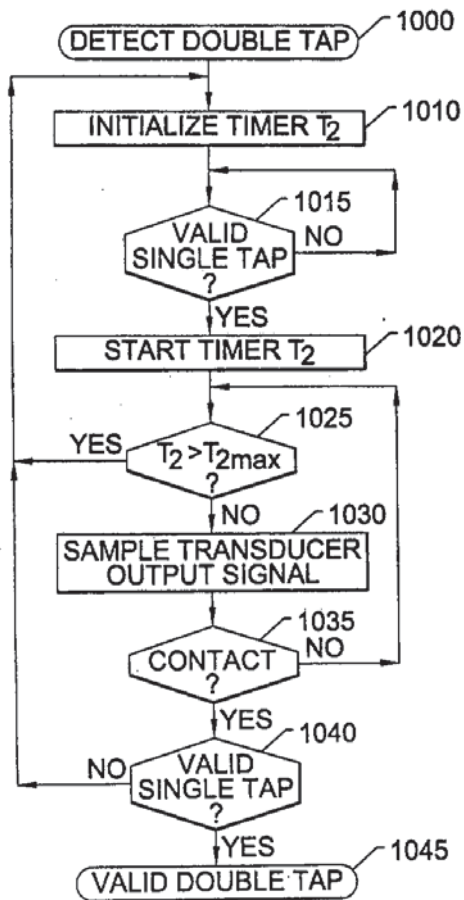 DETECT DOUBLE TAP
1000
INITIALIZE TIMER T2
1010
1015
VALID
SINGLE TAP
?
NO
YES
START TIMER T2
1020
1025
YES
T2>T2max
?
NO
1030
SAMPLE TRANSDUCER
OUTPUT SIGNAL
1035
CONTACT
?
NO
YES
1040
NO
VALID
SINGLE TAP
?
YES
1045
VALID DOUBLE TAP